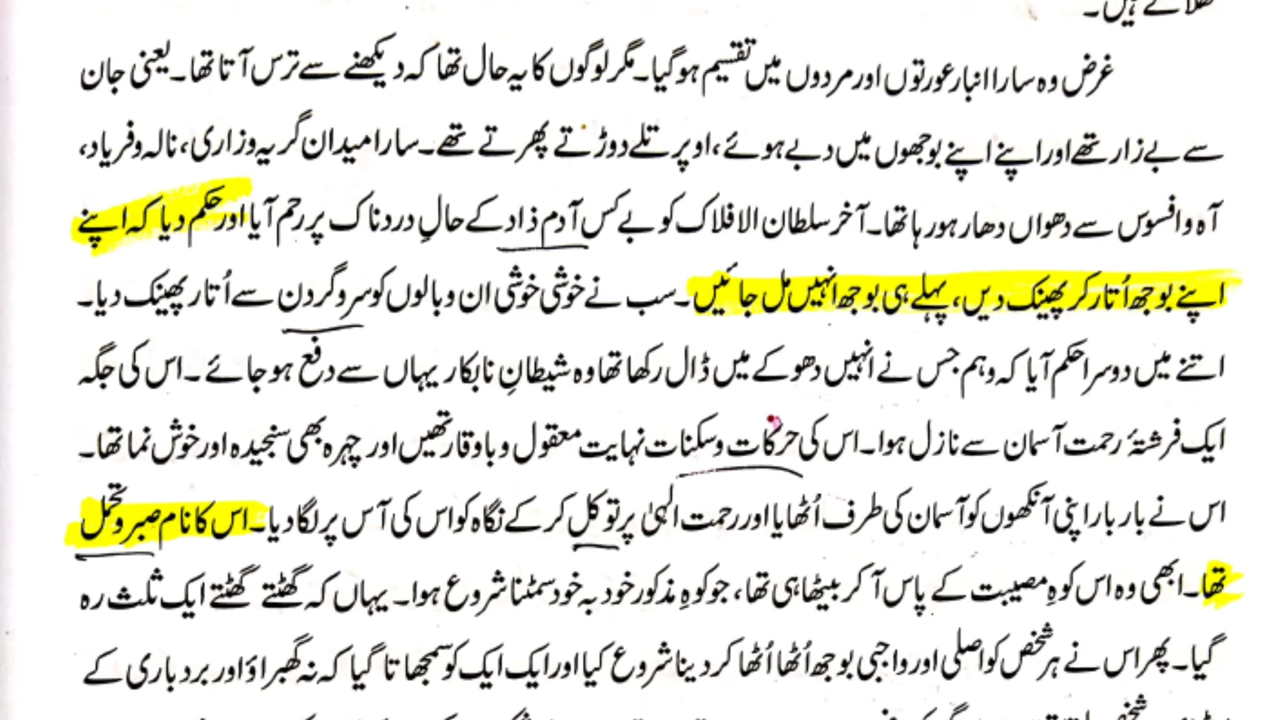 ہیں۔
غرض وہ سارا انبار عورتوں اور مردوں میں تقسیم ہو گیا۔ مگر لوگوں کا یہ حال تھا کہ دیکھنے سے ترس آتا تھا۔ یعنی جان
سے بے زار تھے اور اپنے اپنے بوجھوں میں دبے ہوئے، اوپر تلے دوڑتے پھرتے تھے۔ سارا میدان گریہ وزاری، نالہ و فریاد،
آہ و افسوس سے دھواں دھار ہو رہا تھا۔ آخر سلطان الافلاک کو بے کس آدم زاد کے حالِ دردناک پر رحم آیا اور حکم دیا کہ اپنے
اپنے بوجھ اُتار کر پھینک دیں، پہلے ہی بوجھ انہیں مل جائیں۔ سب نے خوشی خوشی ان وبالوں کو سر و گردن سے اُتار پھینک دیا۔
اتنے میں دوسرا حکم آیا کہ وہم جس نے انہیں دھوکے میں ڈال رکھا تھا وہ شیطانِ نابکار یہاں سے دفع ہو جائے۔ اس کی جگہ
ایک فرشتۂ رحمت آسمان سے نازل ہوا۔ اس کی حرکات و سکنات نہایت معقول و باوقار تھیں اور چہرہ بھی سنجیدہ اور خوش نما تھا۔
اس نے بار بار اپنی آنکھوں کو آسمان کی طرف اُٹھایا اور رحمت الٰہی پر توکل کر کے نگاہ کو اس کی آس پر لگا دیا۔ اس کا نام صبر و تحمل
تھا۔ ابھی وہ اس کوہِ مصیبت کے پاس آ کر بیٹھا ہی تھا، جو کوہِ مذکور خود بہ خود سمٹنا شروع ہوا۔ یہاں کہ گھٹتے گھٹتے ایک ثلث رہ
گیا۔ پھر اس نے ہر شخص کو اصلی اور واجبی بوجھ اُٹھا اُٹھا کر دینا شروع کیا اور ایک ایک کو سمجھاتا گیا کہ نہ گھبراؤ اور بردباری کے